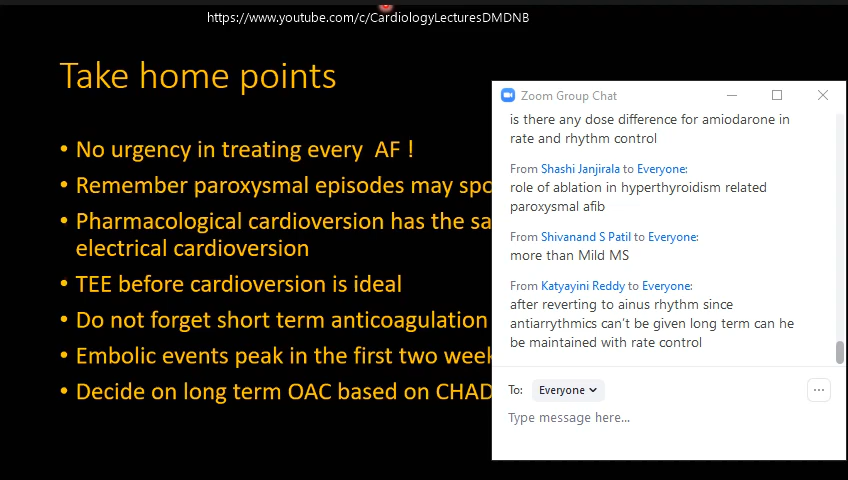 https://www.youtube.com/c/CardiologyLecturesDMDNB
Take home points
• No urgency in treating every AF !
• Remember paroxysmal episodes may spo
• Pharmacological cardioversion has the sa
electrical cardioversion
• TEE before cardioversion is ideal
• Do not forget short term anticoagulation
• Embolic events peak in the first two week
• Decide on long term OAC based on CHAD
Zoom Group Chat
is there any dose difference for amiodarone in
rate and rhythm control
From Shashi Janjirala to Everyone:
role of ablation in hyperthyroidism related
paroxysmal afib
From Shivanand S Patil to Everyone:
more than Mild MS
From Katyayini Reddy to Everyone:
after reverting to ainus rhythm since
antiarrythmics can't be given long term can he
be maintained with rate control
To: Everyone
Type message here...